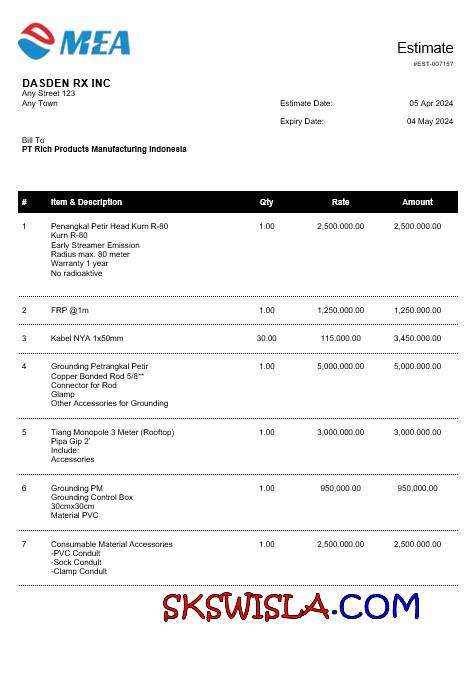 MEA
Estimate
#EST-007157
DASDEN RX INC
Any Street 123
Any Town
Estimate Date: 05 Apr 2024
Expiry Date: 04 May 2024
Bill To
PT Rich Products Manufacturing Indonesia
# Item & Description Qty Rate Amount
1 Penangkal Petir Head Kurn R-80 1.00 2,500.000.00 2,500.000.00
Kurn R-80
Early Streamer Emission
Radius max. 80 meter
Warranty 1 year
No radioaktive
2 FRP @1m 1.00 1,250.000.00 1,250.000.00
3 Kabel NYA 1x50mm 30.00 115.000.00 3,450.000.00
4 Grounding Petrangkal Petir 1.00 5,000.000.00 5,000.000.00
Copper Bonded Rod 5/8**
Connector for Rod
Glamp
Other Accessories for Grounding
5 Tiang Monopole 3 Meter (Rooftop) 1.00 3,000.000.00 3,000.000.00
Pipa Gip 2'
Include:
Accessories
6 Grounding PM 1.00 950,000.00 950,000.00
Grounding Control Box
30cmx30cm
Material PVC
7 Consumable Material Accessories 1.00 2,500.000.00 2,500.000.00
-PVC Conduit
-Sock Conduit
-Clamp Conduit
SKSWISLA.COM